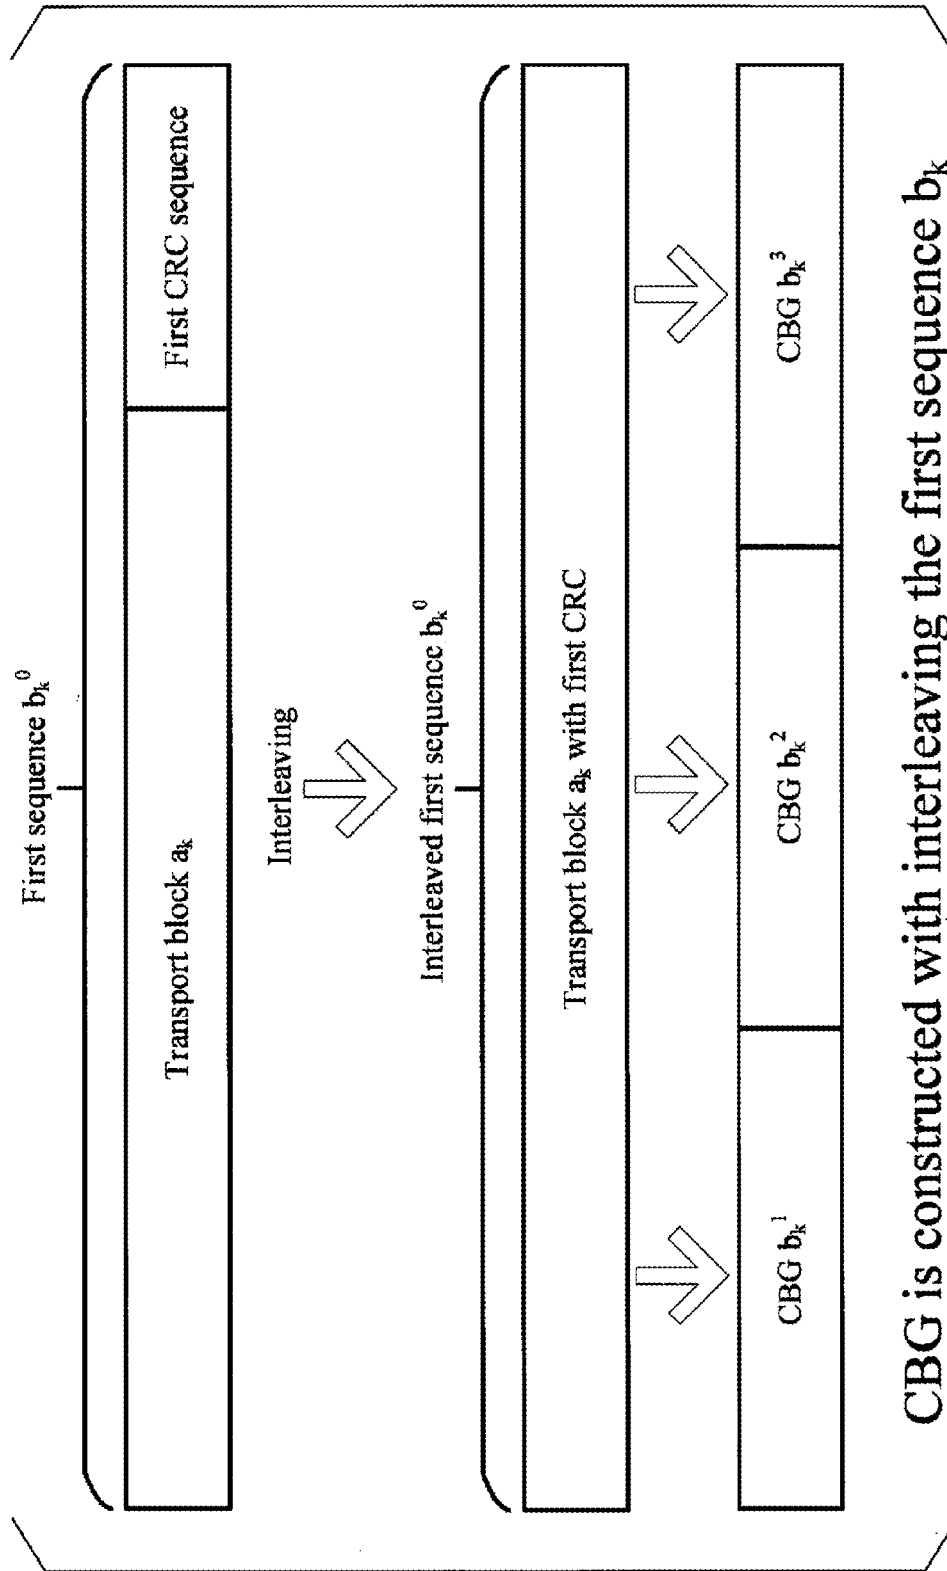 First sequence b_k^0
Transport block a_k
First CRC sequence
Interleaving
Interleaved first sequence b_k^0
Transport block a_k with first CRC
CBG b_k^1
CBG b_k^2
CBG b_k^3
CBG is constructed with interleaving the first sequence b_k